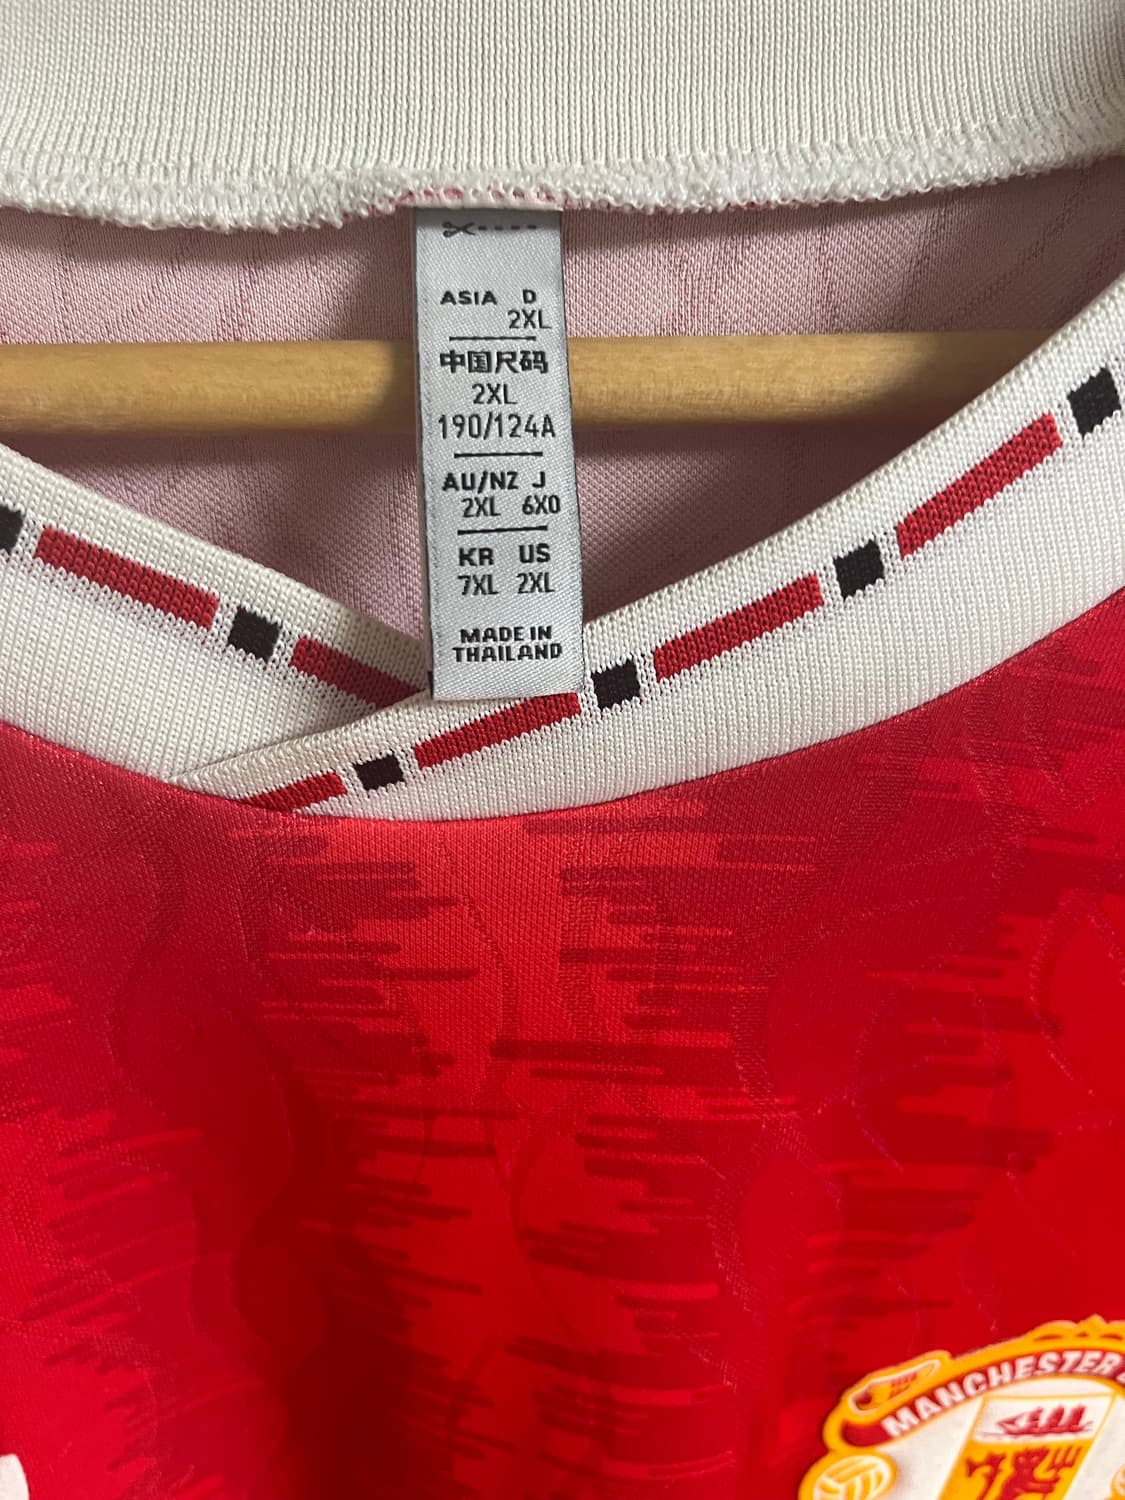 ASIA D
2XL
中国尺码
2XL
190/124A
AU/NZ J
2XL 6XO
KR US
7XL 2XL
MADE IN
THAILAND
MANCHESTER